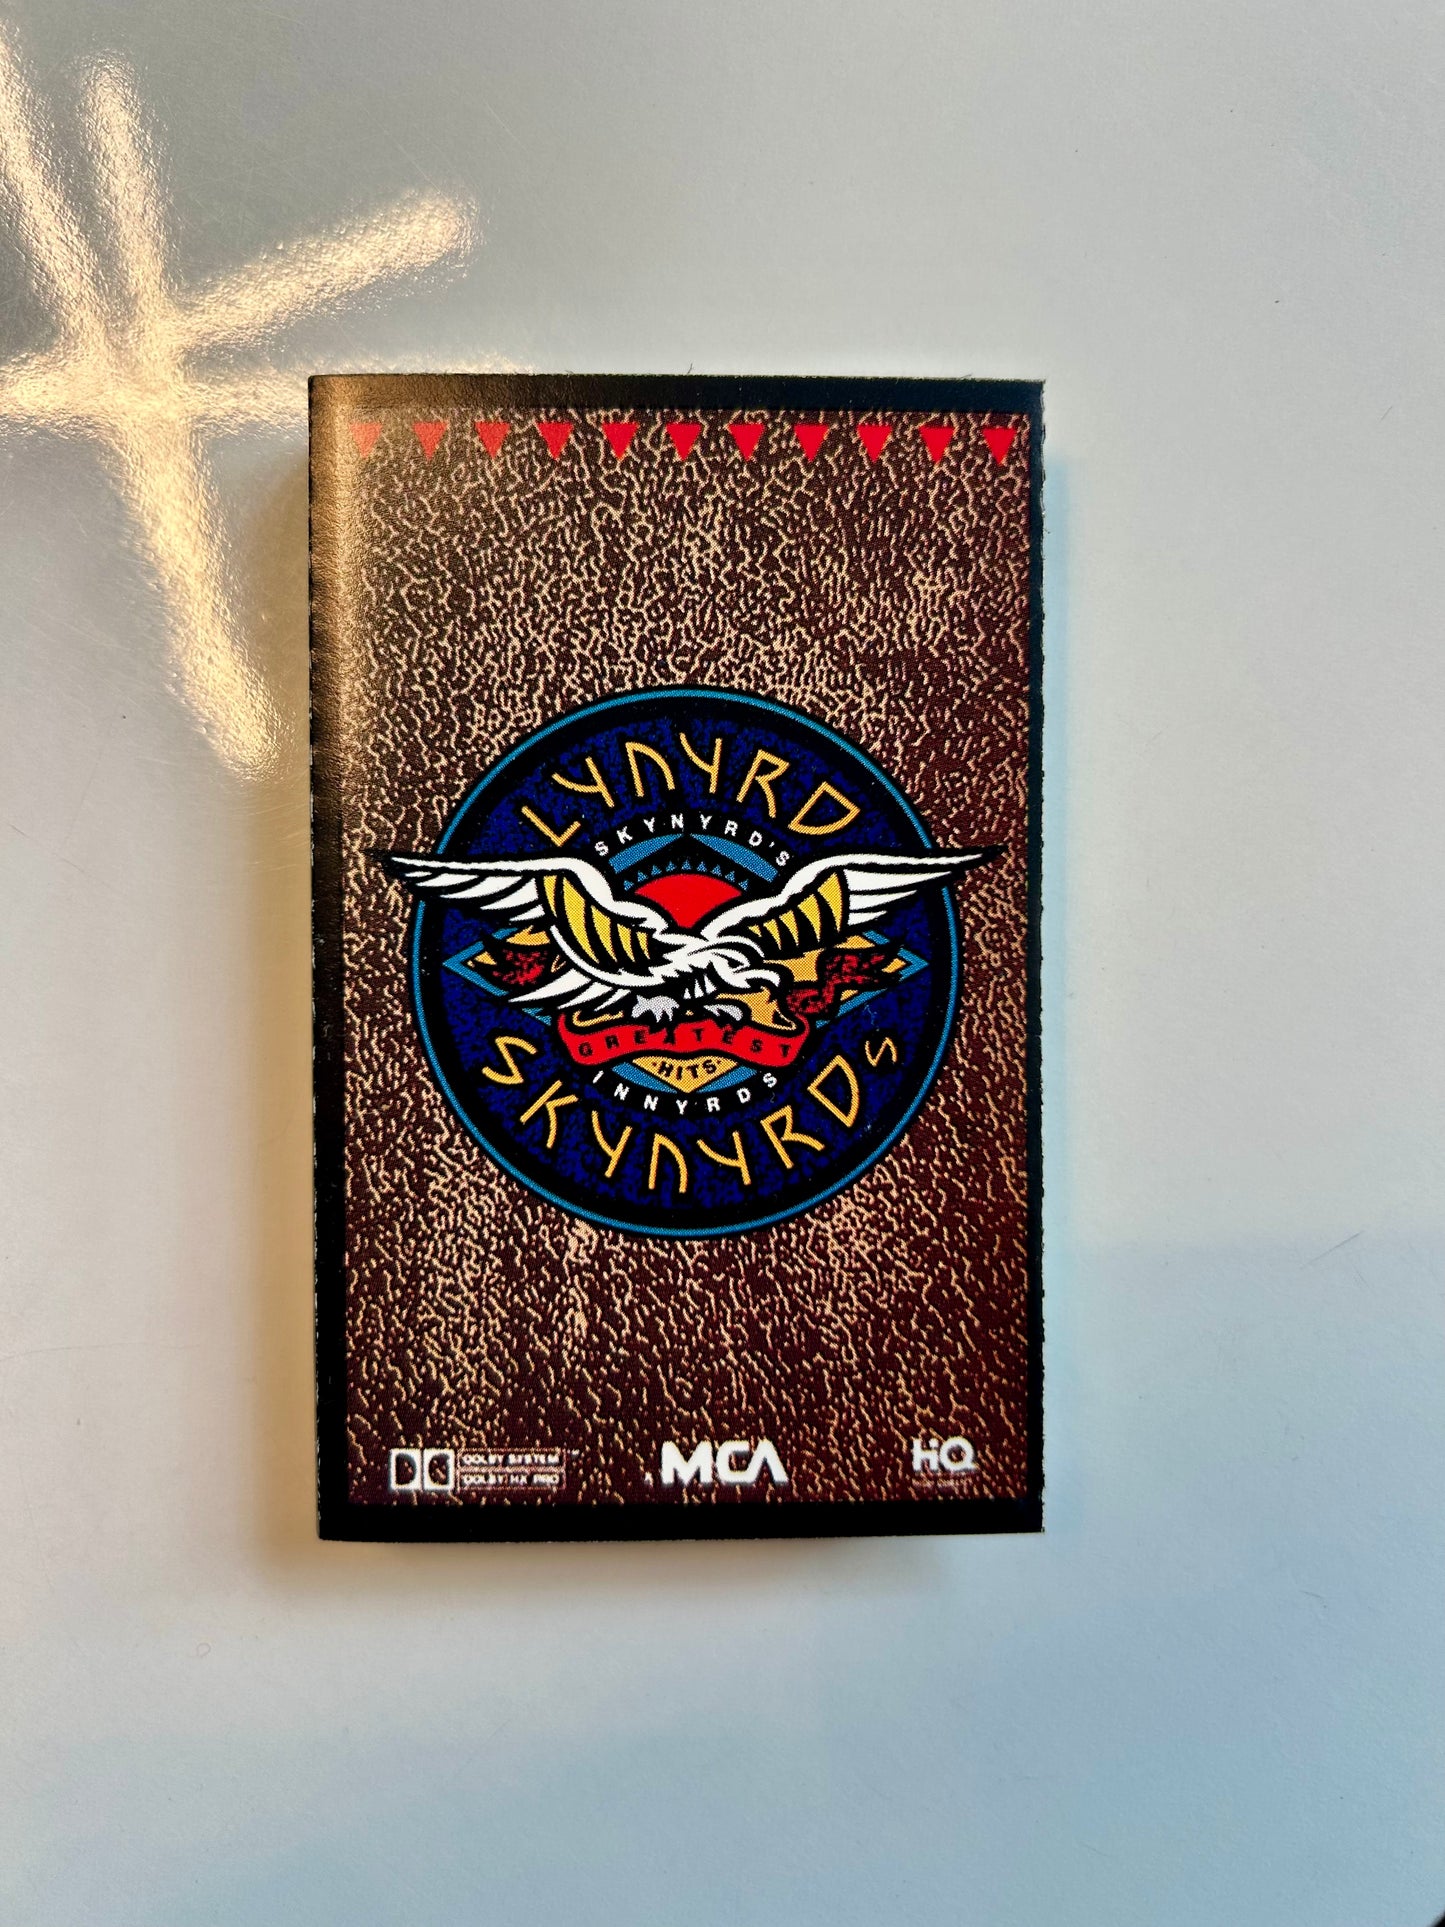 LYNYRD
SKYNYRD'S
GREATEST
HITS
INNYRDS
SKYNYRDS
DOLBY SYSTEM
DOLBY HX PRO
MCA
HiQ